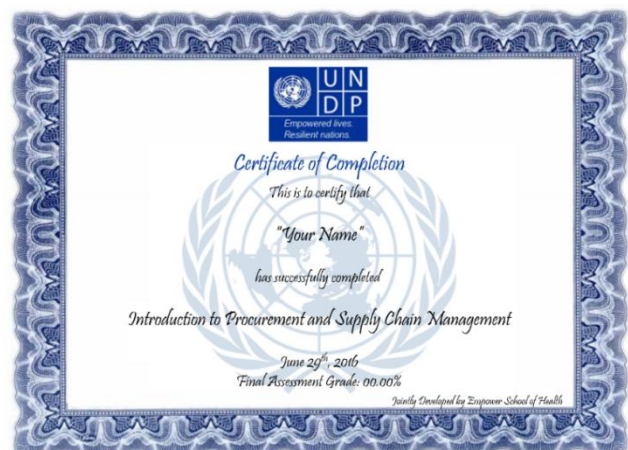 UN
DP
Empowered lives.
Resilient nations.
Certificate of Completion
This is to certify that
"Your Name"
has successfully completed
Introduction to Procurement and Supply Chain Management
June 29th, 2016
Final Assessment Grade: 00.00%
Jointly Developed by Empower School of Health